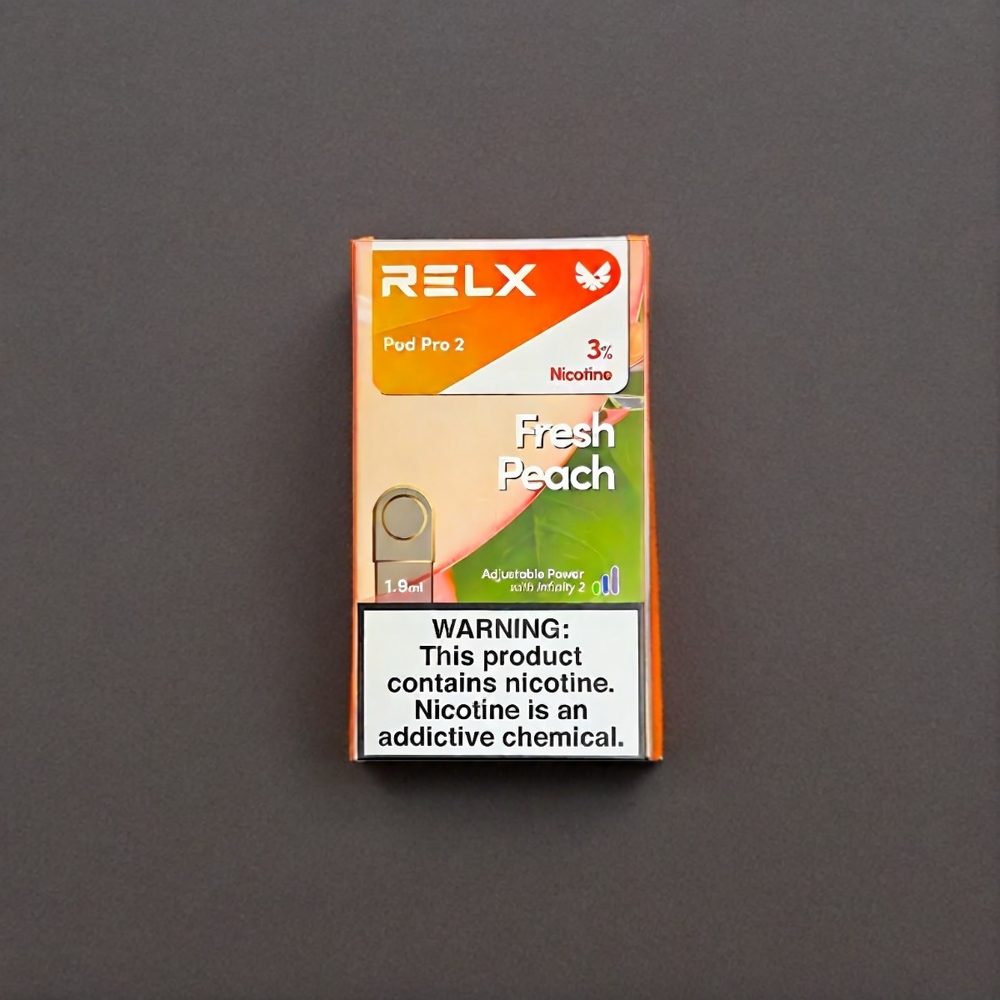 RELX
Pod Pro 2
3%
Nicotine
Fresh
Peach
1.9ml
Adjustable Power
with Infinity 2
WARNING:
This product
contains nicotine.
Nicotine is an
addictive chemical.